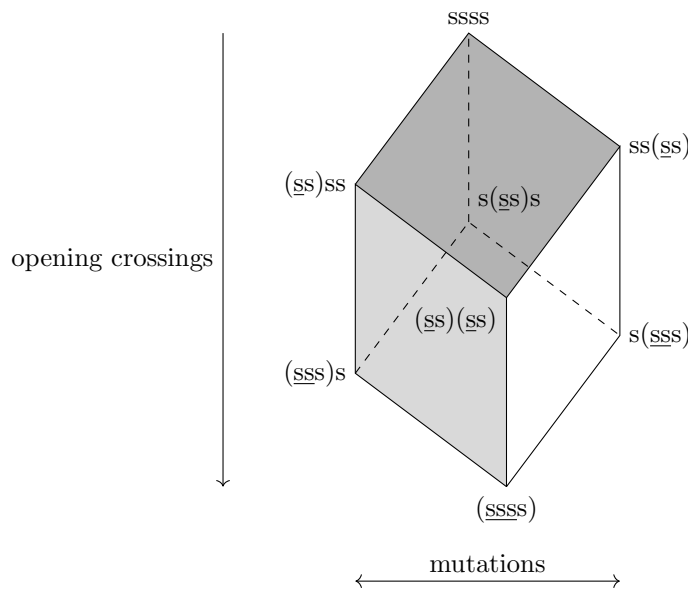 ssss
ss(s̲s)
(s̲s)ss
s(s̲s)s
opening crossings
(s̲s)(s̲s)
s(s̲s̲s)
(s̲s̲s)s
(s̲s̲s̲s)
mutations